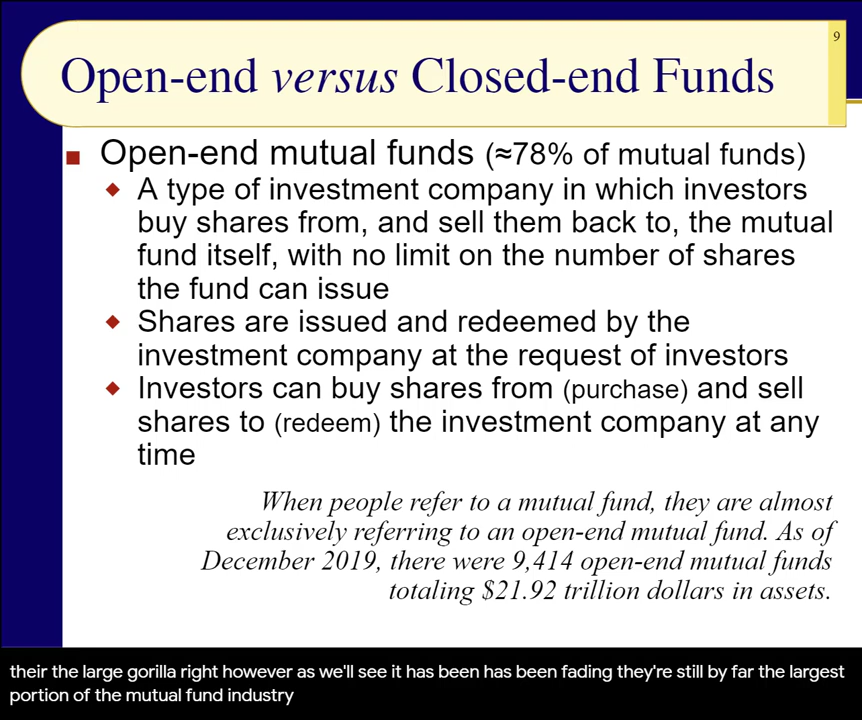 9
Open-end versus Closed-end Funds
Open-end mutual funds (≈78% of mutual funds)
A type of investment company in which investors
buy shares from, and sell them back to, the mutual
fund itself, with no limit on the number of shares
the fund can issue
Shares are issued and redeemed by the
investment company at the request of investors
Investors can buy shares from (purchase) and sell
shares to (redeem) the investment company at any
time
When people refer to a mutual fund, they are almost
exclusively referring to an open-end mutual fund. As of
December 2019, there were 9,414 open-end mutual funds
totaling $21.92 trillion dollars in assets.
their the large gorilla right however as we'll see it has been has been fading they're still by far the largest
portion of the mutual fund industry